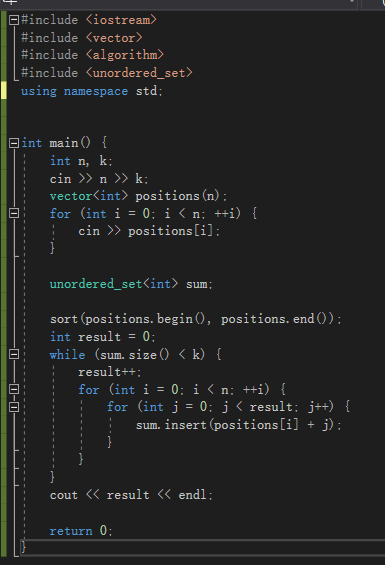 #include <iostream>
#include <vector>
#include <algorithm>
#include <unordered_set>
using namespace std;
int main() {
int n, k;
cin >> n >> k;
vector<int> positions(n);
for (int i = 0; i < n; ++i) {
cin >> positions[i];
}
unordered_set<int> sum;
sort(positions.begin(), positions.end());
int result = 0;
while (sum.size() < k) {
result++;
for (int i = 0; i < n; ++i) {
for (int j = 0; j < result; j++) {
sum.insert(positions[i] + j);
}
}
}
cout << result << endl;
return 0;
}